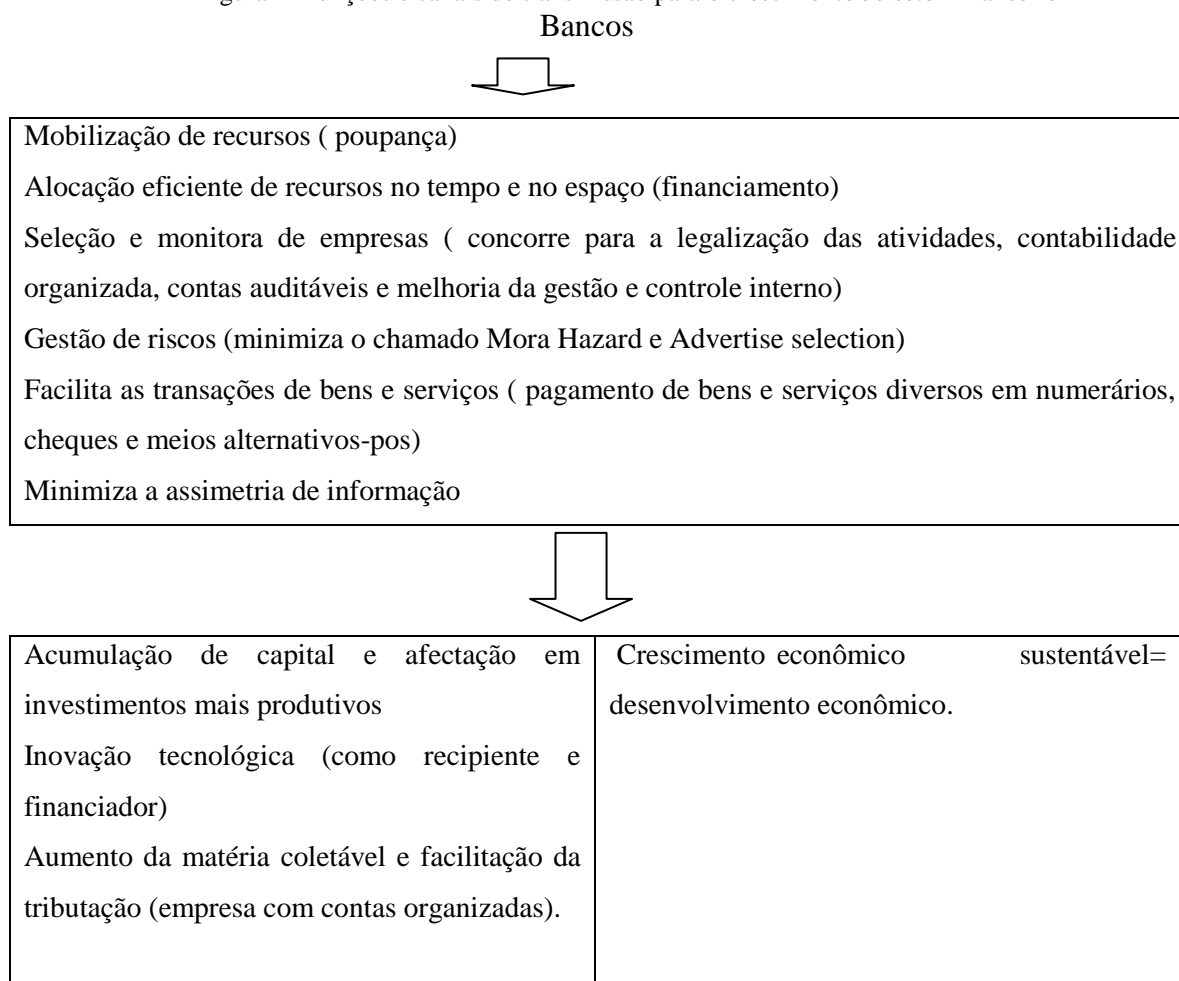 Bancos
Mobilização de recursos ( poupança)
Alocação eficiente de recursos no tempo e no espaço (financiamento)
Seleção e monitora de empresas ( concorre para a legalização das atividades, contabilidade
organizada, contas auditáveis e melhoria da gestão e controle interno)
Gestão de riscos (minimiza o chamado Mora Hazard e Advertise selection)
Facilita as transações de bens e serviços ( pagamento de bens e serviços diversos em numerários,
cheques e meios alternativos-pos)
Minimiza a assimetria de informação
Acumulação de capital e afectação em
investimentos mais produtivos
Inovação tecnológica (como recipiente e
financiador)
Aumento da matéria coletável e facilitação da
tributação (empresa com contas organizadas).
Crescimento econômico sustentável=
desenvolvimento econômico.